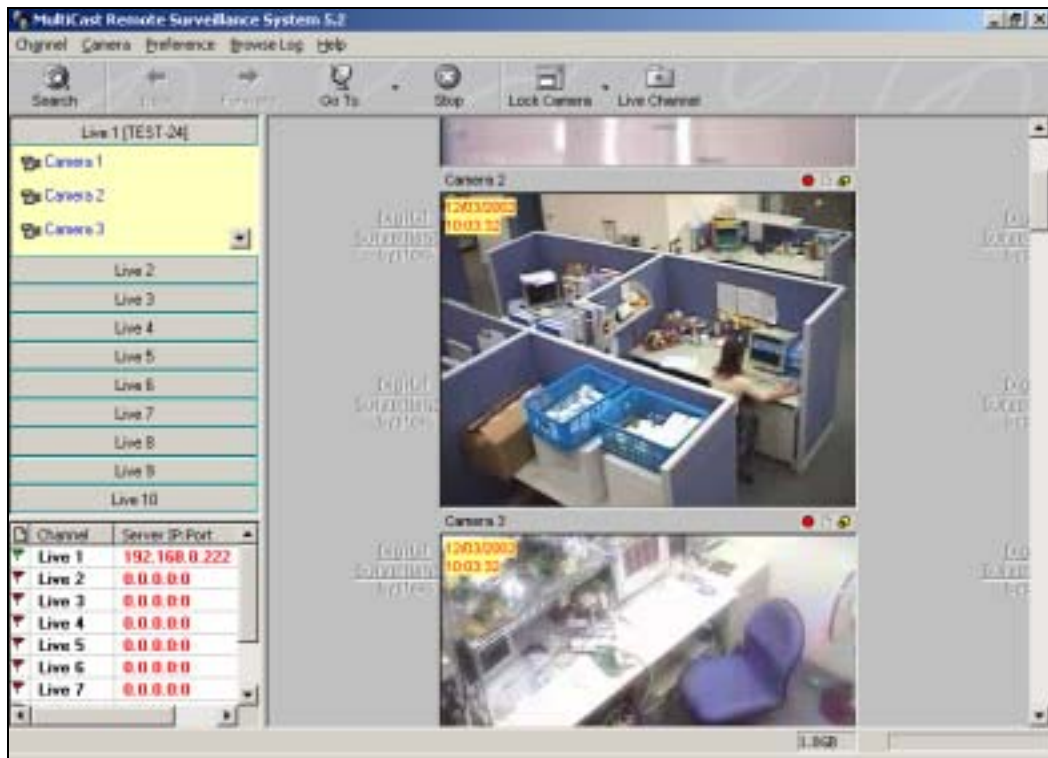 MultiCast Remote Surveillance System 5.2
Channel Camera Preference Browse Log Help
Search Go To Stop Lock Camera Live Channel
Live 1 [TEST-24]
Camera 1
Camera 2
Camera 3
Live 2
Live 3
Live 4
Live 5
Live 6
Live 7
Live 8
Live 9
Live 10
Channel Server IP:Port
Live 1 192.168.0.222
Live 2 0.0.0.0:0
Live 3 0.0.0.0:0
Live 4 0.0.0.0:0
Live 5 0.0.0.0:0
Live 6 0.0.0.0:0
Live 7 0.0.0.0:0
Camera 2
12/03/2002
10:03:32
Camera 3
12/03/2002
10:03:32